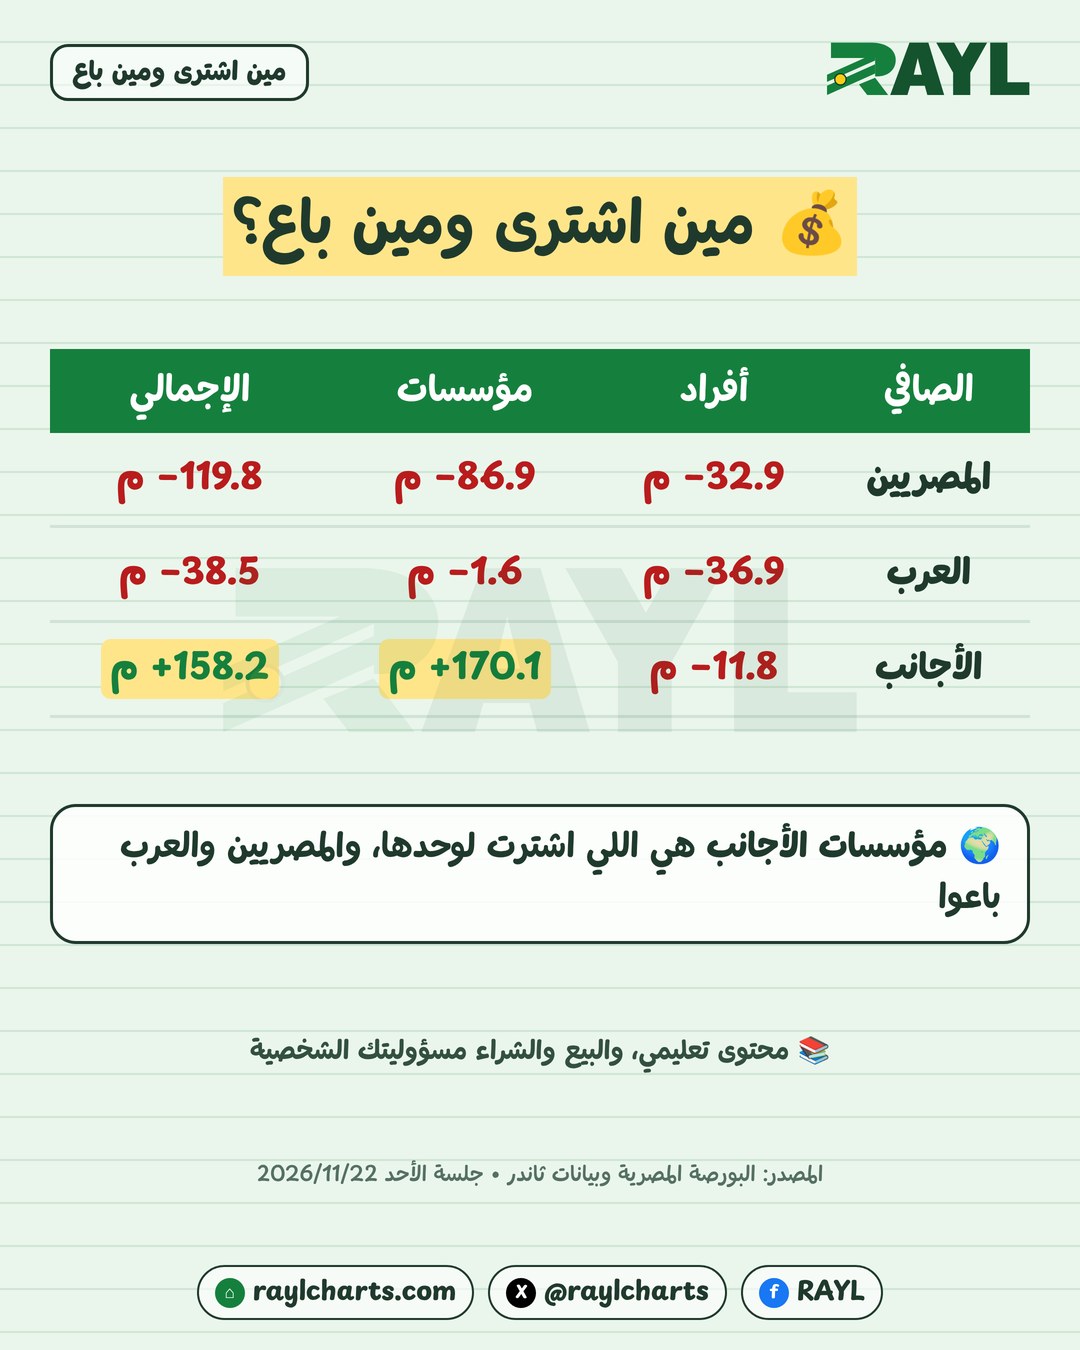 RAYL
مين اشترى ومين باع
💰 مين اشترى ومين باع؟
الصافي أفراد مؤسسات الإجمالي
المصريين −32.9 م −86.9 م −119.8 م
العرب −36.9 م −1.6 م −38.5 م
الأجانب −11.8 م +170.1 م +158.2 م
RAYL
🌍 مؤسسات الأجانب هي اللي اشترت لوحدها، والمصريين والعرب
باعوا
📚 محتوى تعليمي، والبيع والشراء مسؤوليتك الشخصية
المصدر: البورصة المصرية وبيانات ثاندر • جلسة الأحد 2026/11/22
raylcharts.com @raylcharts RAYL